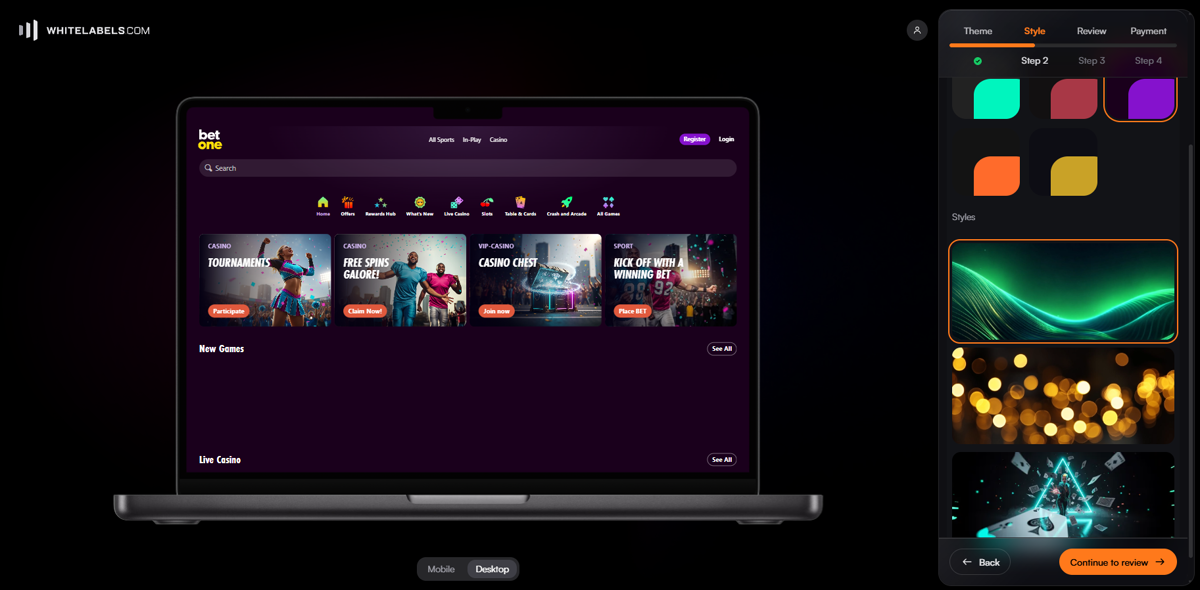 WHITELABELS.COM
Theme Style Review Payment
Step 2 Step 3 Step 4
bet
one
All Sports In-Play Casino
Register Login
Search
Home Offers Rewards Hub What's New Live Casino Slots Table & Cards Crash and Arcade All Games
CASINO
TOURNAMENTS
Participate
CASINO
FREE SPINS
GALORE!
Claim Now!
VIP-CASINO
CASINO CHEST
Join now
SPORT
KICK OFF WITH A
WINNING BET
92
Place BET
New Games See All
Live Casino See All
Mobile Desktop
Styles
Back Continue to review